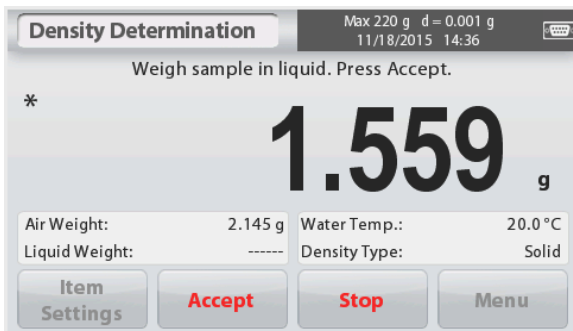 Density Determination
Max 220 g d = 0.001 g
11/18/2015 14:36
Weigh sample in liquid. Press Accept.
*
1.559 g
Air Weight: 2.145 g
Liquid Weight: ------
Water Temp.: 20.0 °C
Density Type: Solid
Item
Settings
Accept
Stop
Menu